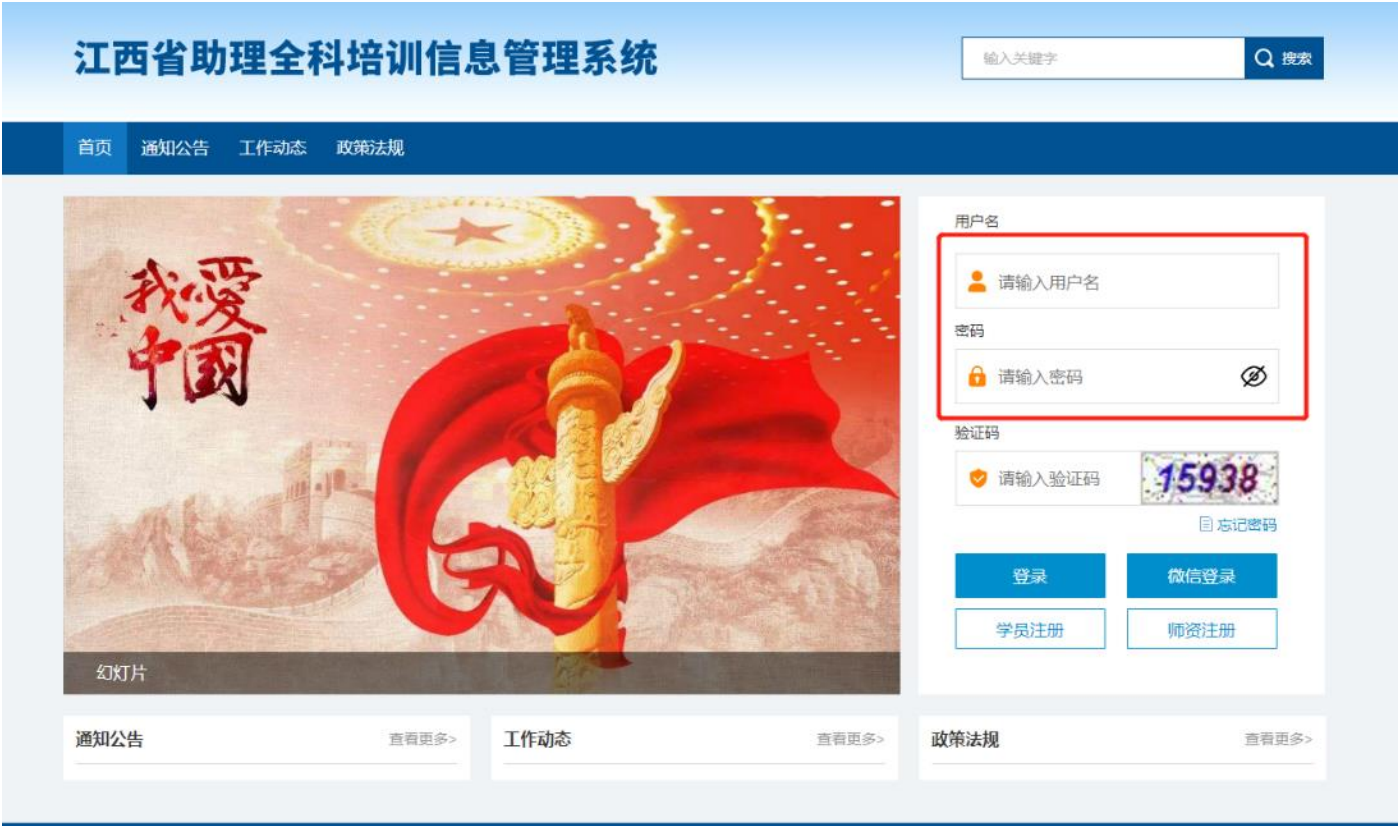 江西省助理全科培训信息管理系统
输入关键字
搜索
首页 通知公告 工作动态 政策法规
我爱
中國
幻灯片
用户名
请输入用户名
密码
请输入密码
验证码
请输入验证码 15938
忘记密码
登录 微信登录
学员注册 师资注册
通知公告 查看更多>
工作动态 查看更多>
政策法规 查看更多>